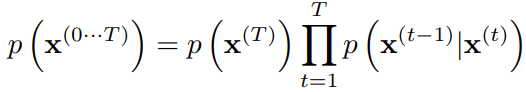 p(x^{(0⋯T)}) = p(x^{(T)}) ∏_{t=1}^{T} p(x^{(t−1)}|x^{(t)})